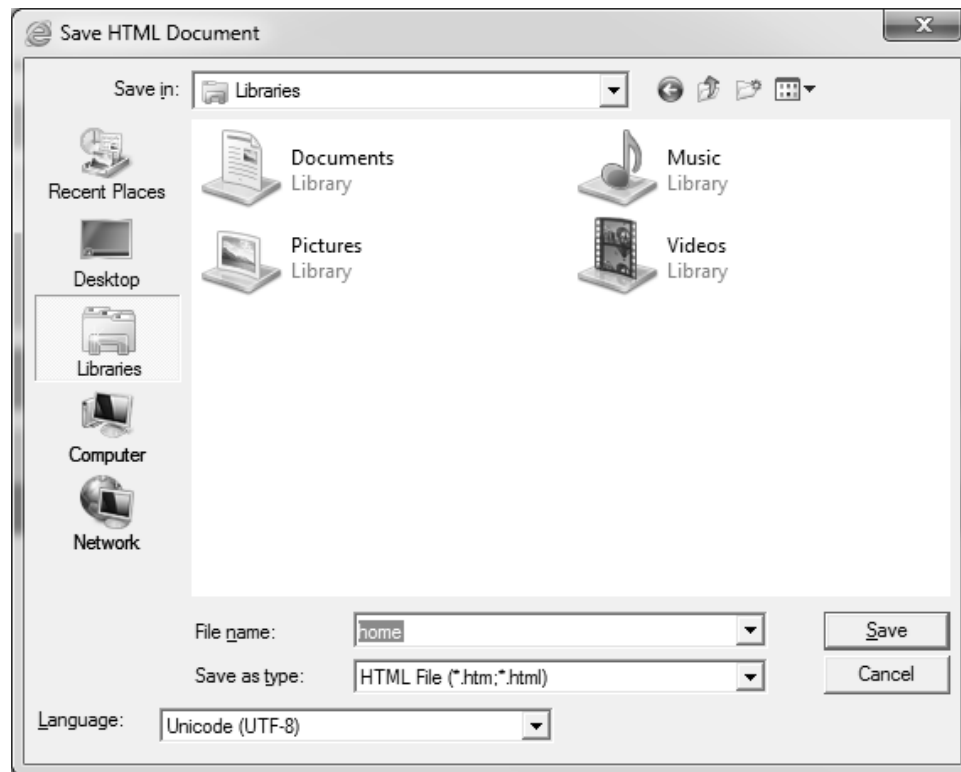 Save HTML Document
X
Save in:
Libraries
Recent Places
Desktop
Libraries
Computer
Network
Documents
Library
Music
Library
Pictures
Library
Videos
Library
File name:
home
Save
Save as type:
HTML File (*.htm;*.html)
Cancel
Language:
Unicode (UTF-8)